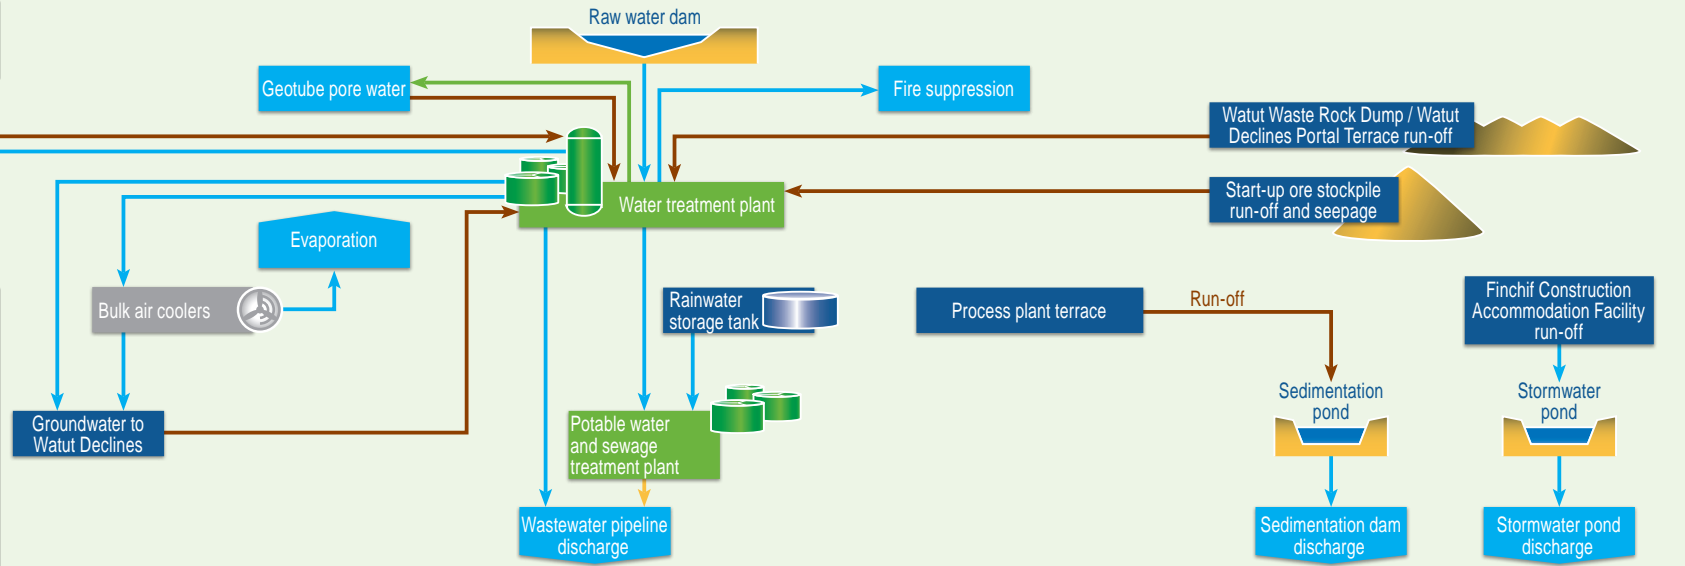 Raw water dam
Geotube pore water
Fire suppression
Watut Waste Rock Dump / Watut
Declines Portal Terrace run-off
Water treatment plant
Start-up ore stockpile
run-off and seepage
Evaporation
Bulk air coolers
Rainwater
storage tank
Process plant terrace
Run-off
Finchif Construction
Accommodation Facility
run-off
Sedimentation
pond
Stormwater
pond
Groundwater to
Watut Declines
Potable water
and sewage
treatment plant
Wastewater pipeline
discharge
Sedimentation dam
discharge
Stormwater pond
discharge